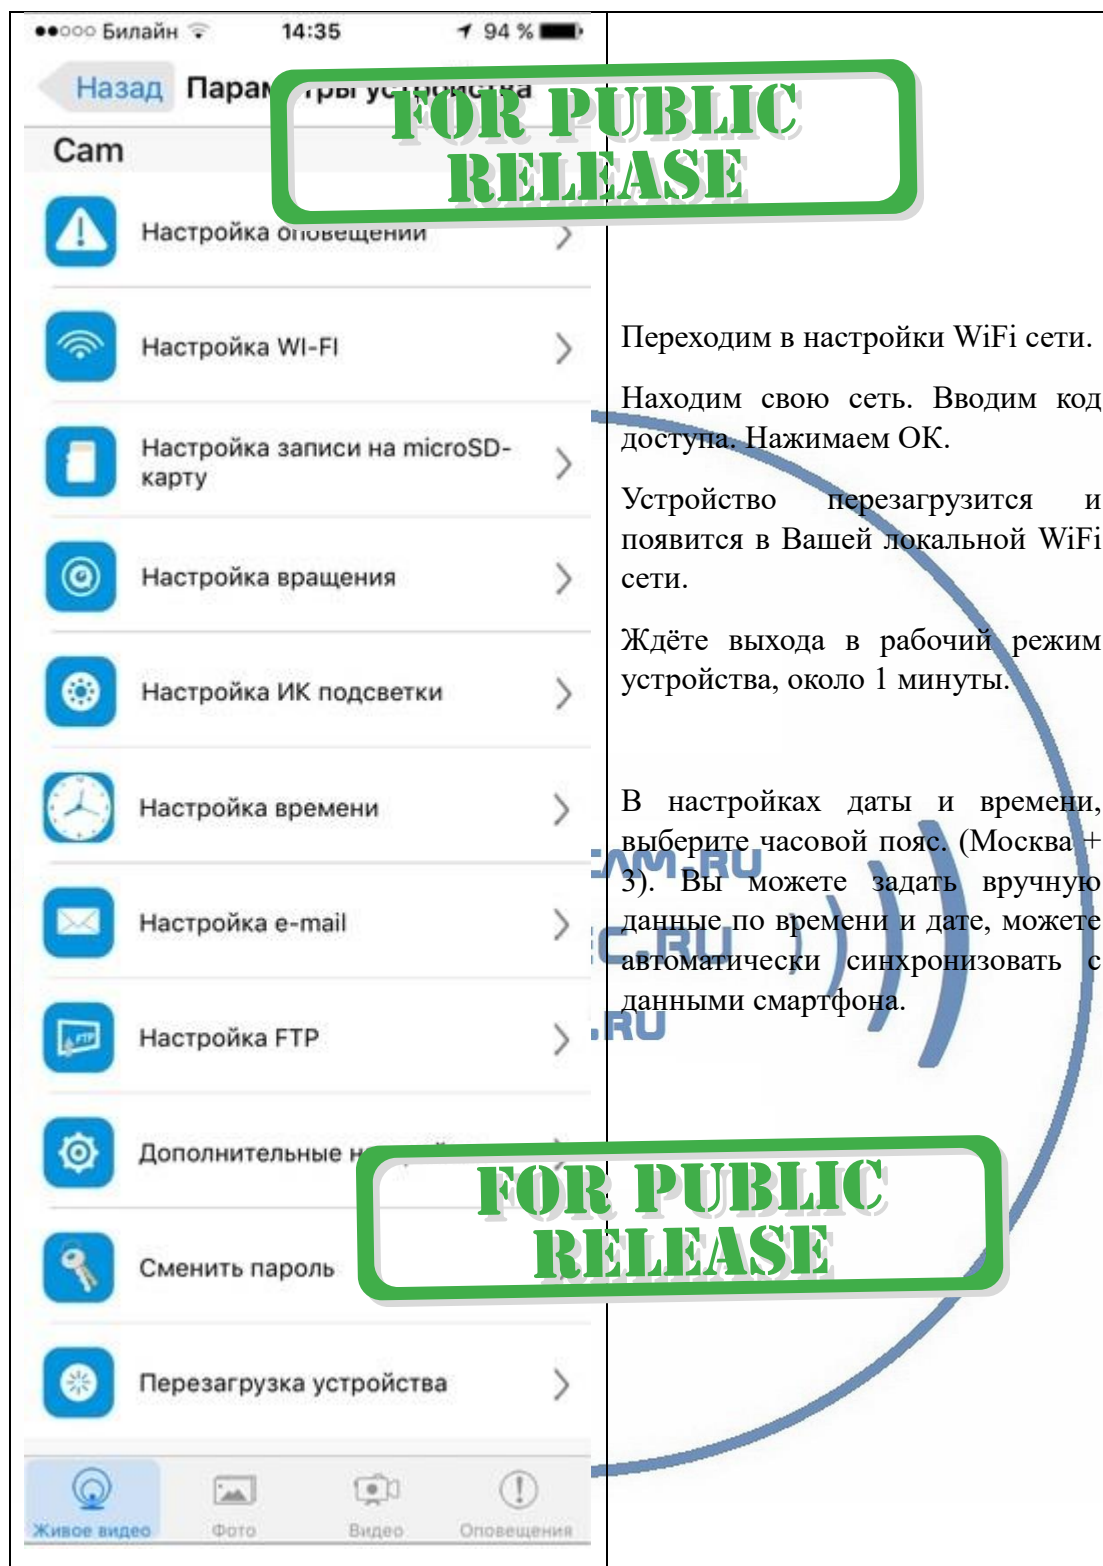 ●●○○○ Билайн 14:35 94 %
Назад Параметры устройства
FOR PUBLIC
RELEASE
Cam
Настройка оповещений
Настройка WI-FI
Настройка записи на microSD-
карту
Настройка вращения
Настройка ИК подсветки
Настройка времени
Настройка e-mail
Настройка FTP
FTP
Дополнительные
Сменить пароль
Перезагрузка устройства
Живое видео Фото Видео Оповещения
Переходим в настройки WiFi сети.
Находим свою сеть. Вводим код
доступа. Нажимаем ОК.
Устройство перезагрузится и
появится в Вашей локальной WiFi
сети.
Ждёте выхода в рабочий режим
устройства, около 1 минуты.
В настройках даты и времени,
выберите часовой пояс. (Москва +
3). Вы можете задать вручную
данные по времени и дате, можете
автоматически синхронизовать с
данными смартфона.
FOR PUBLIC
RELEASE
.RU